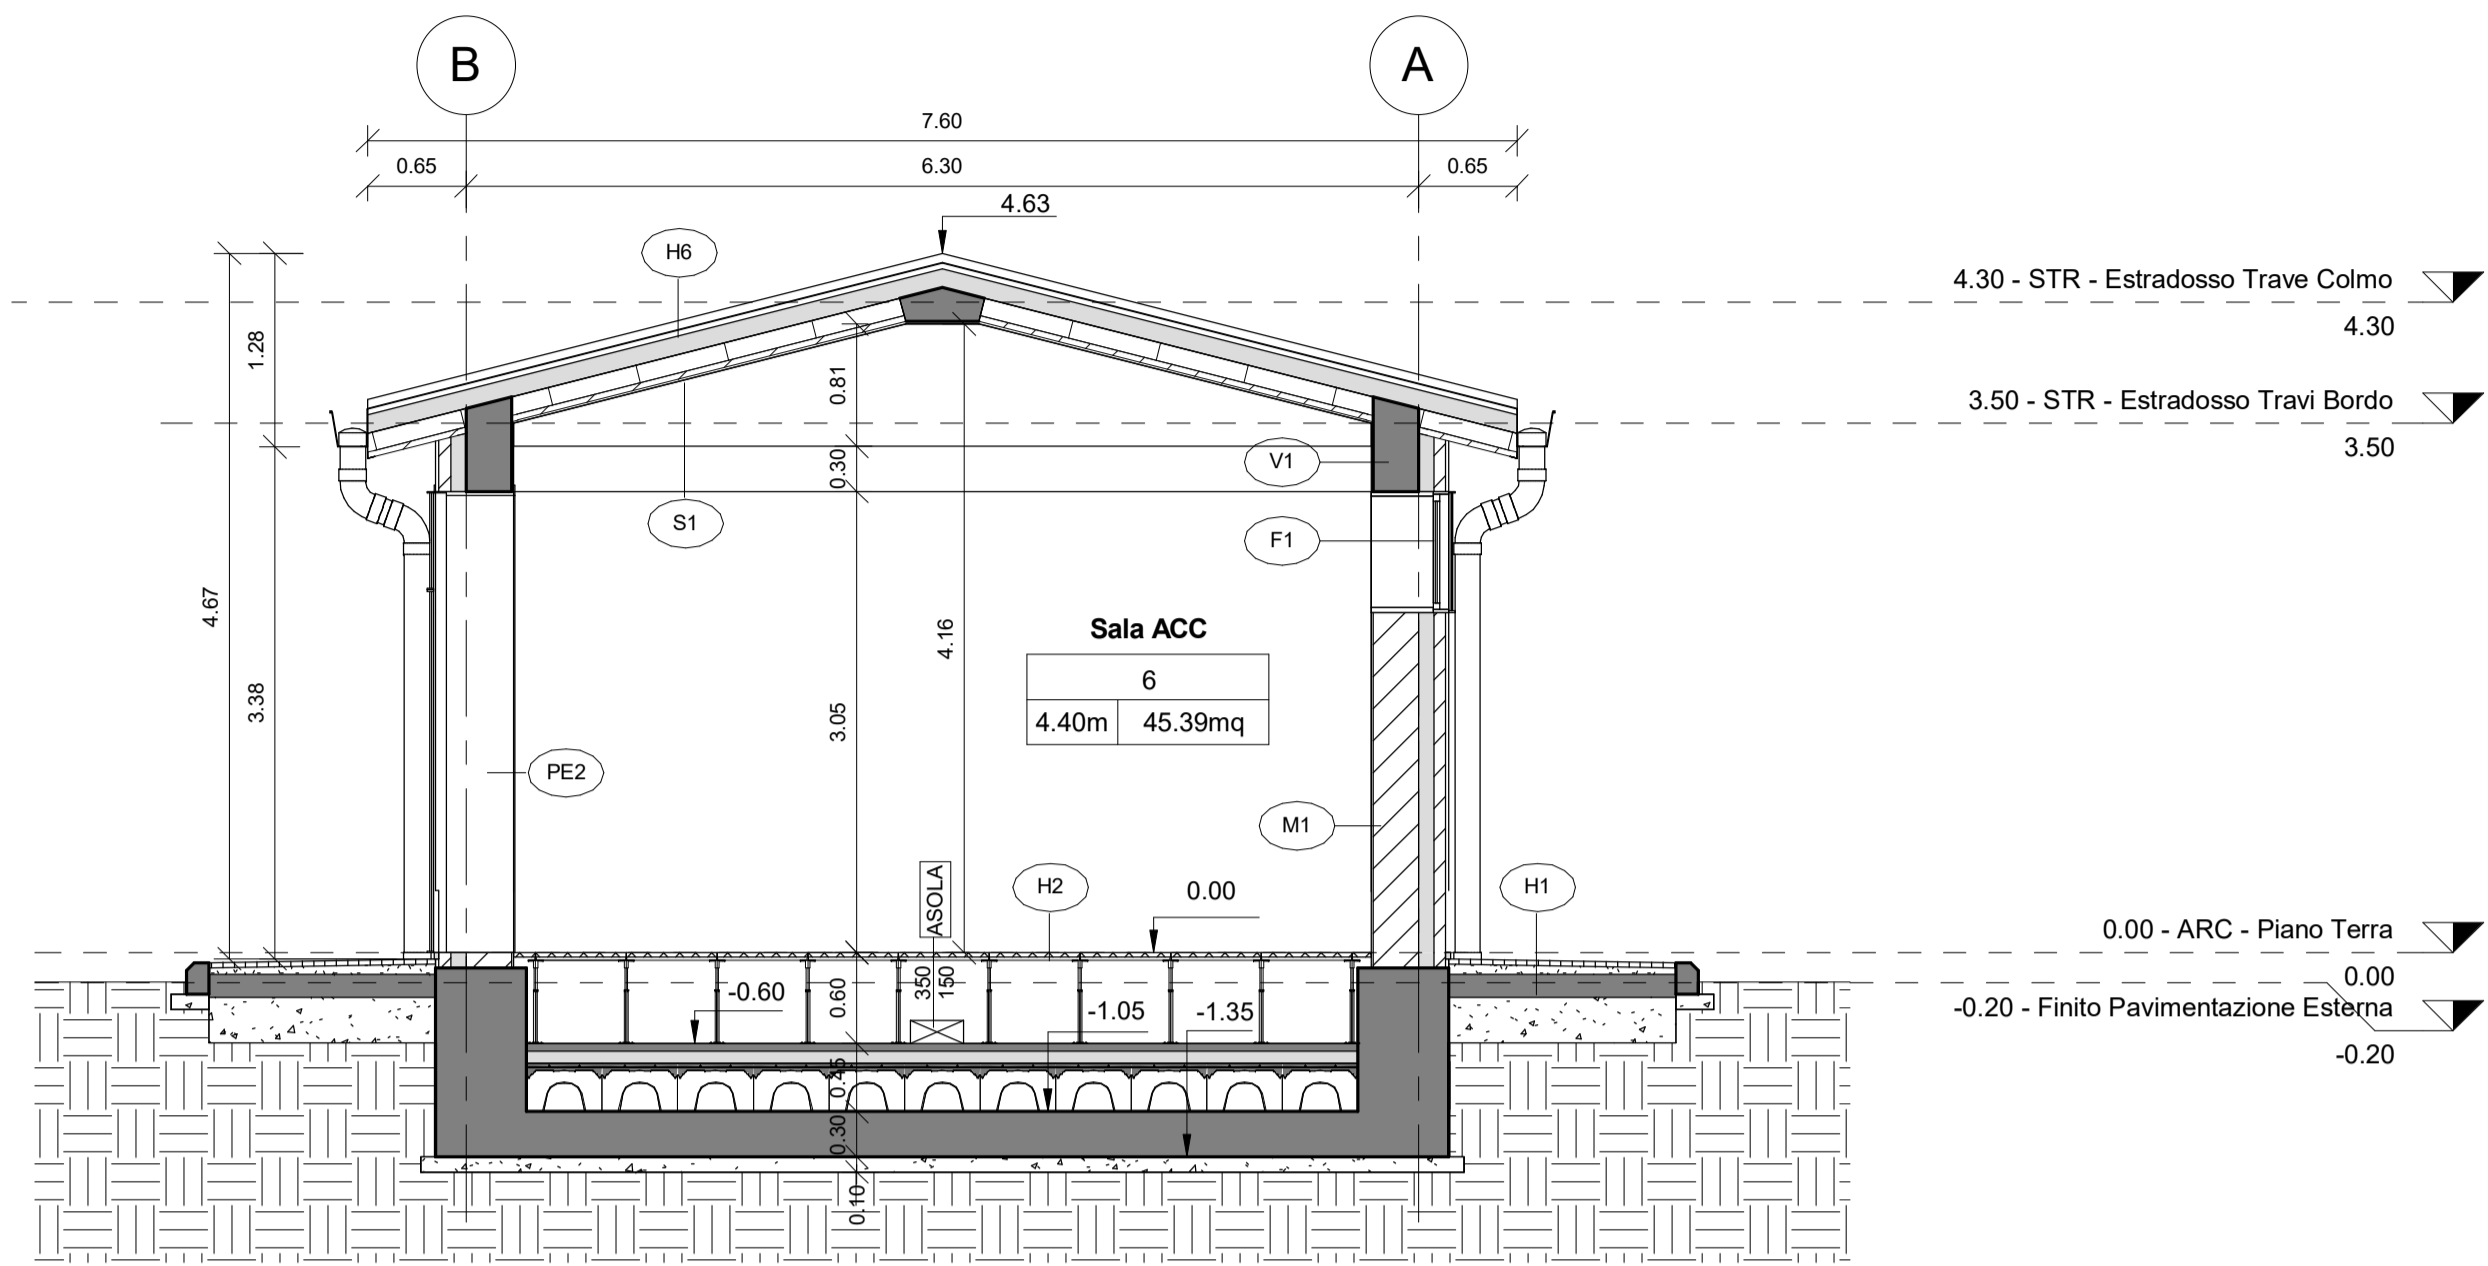 B
A
7.60
0.65
6.30
0.65
4.63
H6
4.30 - STR - Estradosso Trave Colmo
4.30
1.28
0.81
3.50 - STR - Estradosso Travi Bordo
3.50
0.30
V1
S1
F1
4.67
4.16
Sala ACC
6
4.40m
45.39mq
3.38
3.05
PE2
M1
ASOLA
H2
0.00
H1
0.00 - ARC - Piano Terra
0.00
350
150
-0.60
0.60
-1.05
-1.35
-0.20 - Finito Pavimentazione Esterna
-0.20
0.45
0.30
0.10